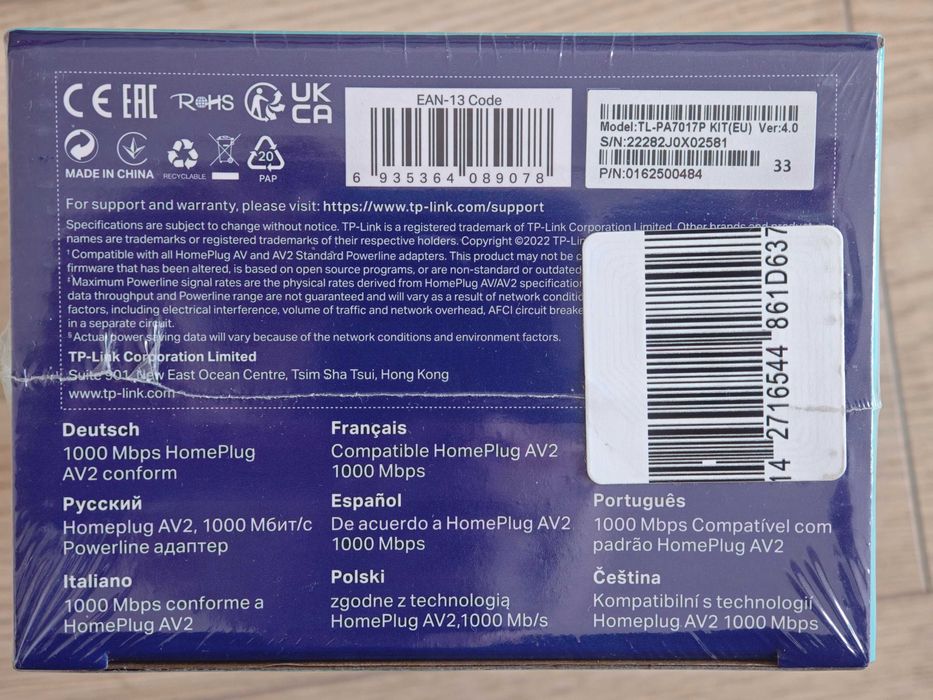 CE EAC RoHS UK CA
EAN-13 Code
6 935364 089078
Model:TL-PA7017P KIT(EU) Ver:4.0
S/N:22282J0X02581
P/N:0162500484
33
MADE IN CHINA
RECYCLABLE
20
PAP
For support and warranty, please visit: https://www.tp-link.com/support
Specifications are subject to change without notice. TP-Link is a registered trademark of TP-Link Corporation Limited. Other brands and product
names are trademarks or registered trademarks of their respective holders. Copyright ©2022 TP-Lin
Compatible with all HomePlug AV and AV2 Standard Powerline adapters. This product may not be c
firmware that has been altered, is based on open source programs, or are non-standard or outdated
Maximum Powerline signal rates are the physical rates derived from HomePlug AV/AV2 specification
data throughput and Powerline range are not guaranteed and will vary as a result of network conditio
factors, including electrical interference, volume of traffic and network overhead, AFCI circuit breake
in a separate circuit.
Actual power saving data will vary because of the network conditions and environment factors.
TP-Link Corporation Limited
Suite 901, New East Ocean Centre, Tsim Sha Tsui, Hong Kong
www.tp-link.com
14 2716544 861D637
Deutsch
1000 Mbps HomePlug
AV2 conform
Français
Compatible HomePlug AV2
1000 Mbps
Русский
Homeplug AV2, 1000 Мбит/с
Powerline адаптер
Español
De acuerdo a HomePlug AV2
1000 Mbps
Português
1000 Mbps Compatível com
padrão HomePlug AV2
Italiano
1000 Mbps conforme a
HomePlug AV2
Polski
zgodne z technologią
HomePlug AV2,1000 Mb/s
Čeština
Kompatibilní s technologií
Homeplug AV2 1000 Mbps